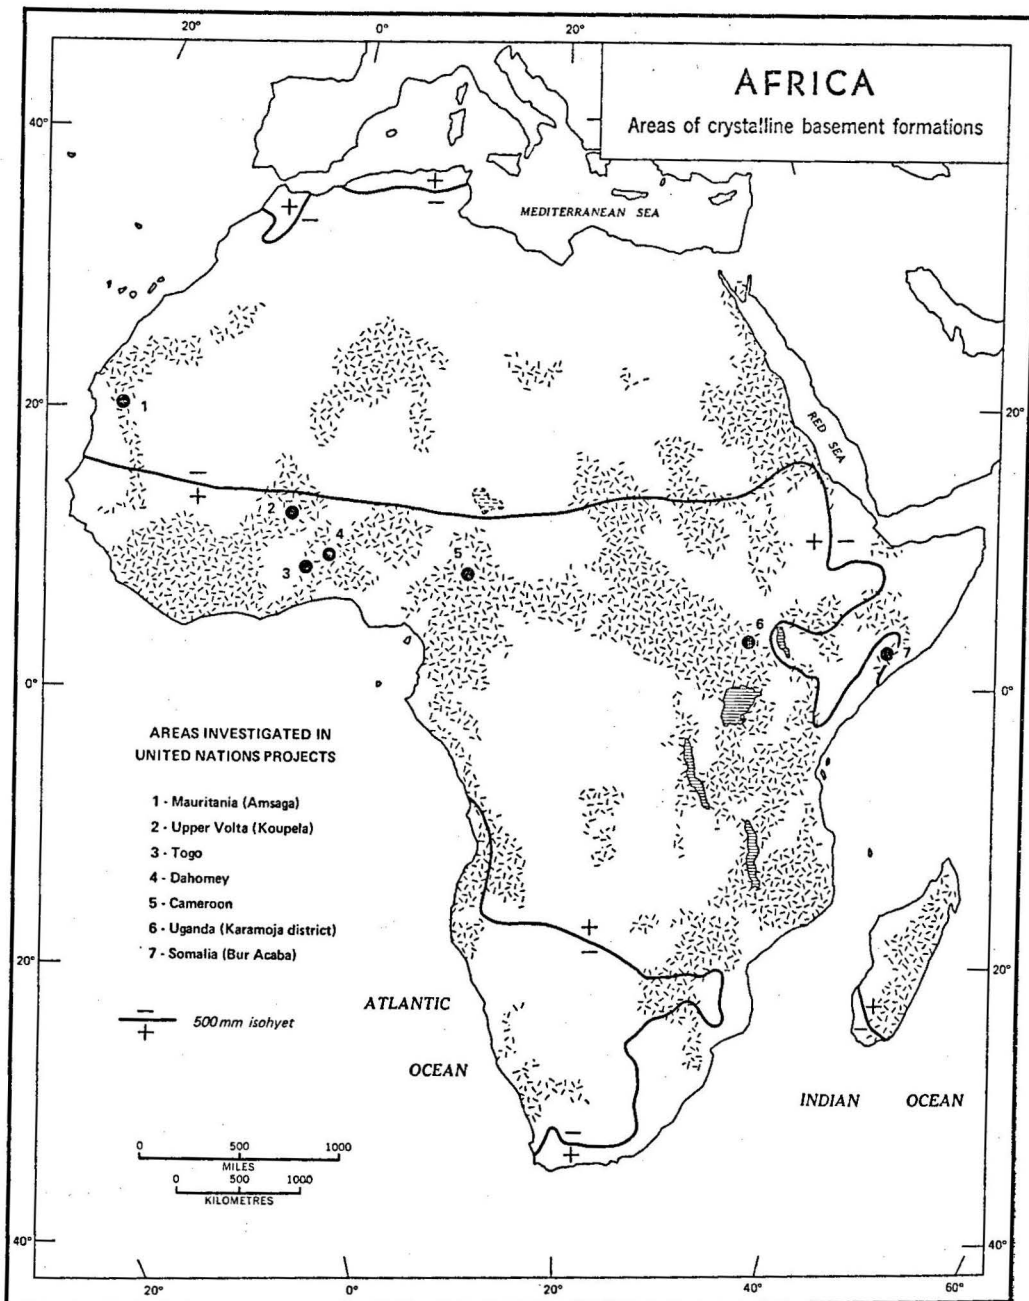 20°
0°
20°
AFRICA
Areas of crystalline basement formations
40°
+
−
+
−
MEDITERRANEAN SEA
20°
1
20°
RED SEA
−
+
2
4
3
5
+ −
6
7
0°
0°
AREAS INVESTIGATED IN
UNITED NATIONS PROJECTS
1 - Mauritania (Amsaga)
2 - Upper Volta (Koupela)
3 - Togo
4 - Dahomey
5 - Cameroon
6 - Uganda (Karamoja district)
7 - Somalia (Bur Acaba)
−
+
500 mm isohyet
+
−
20°
20°
ATLANTIC
OCEAN
+
−
INDIAN OCEAN
−
+
0 500 1000
MILES
0 500 1000
KILOMETRES
40°
40°
20°
0°
20°
40°
60°